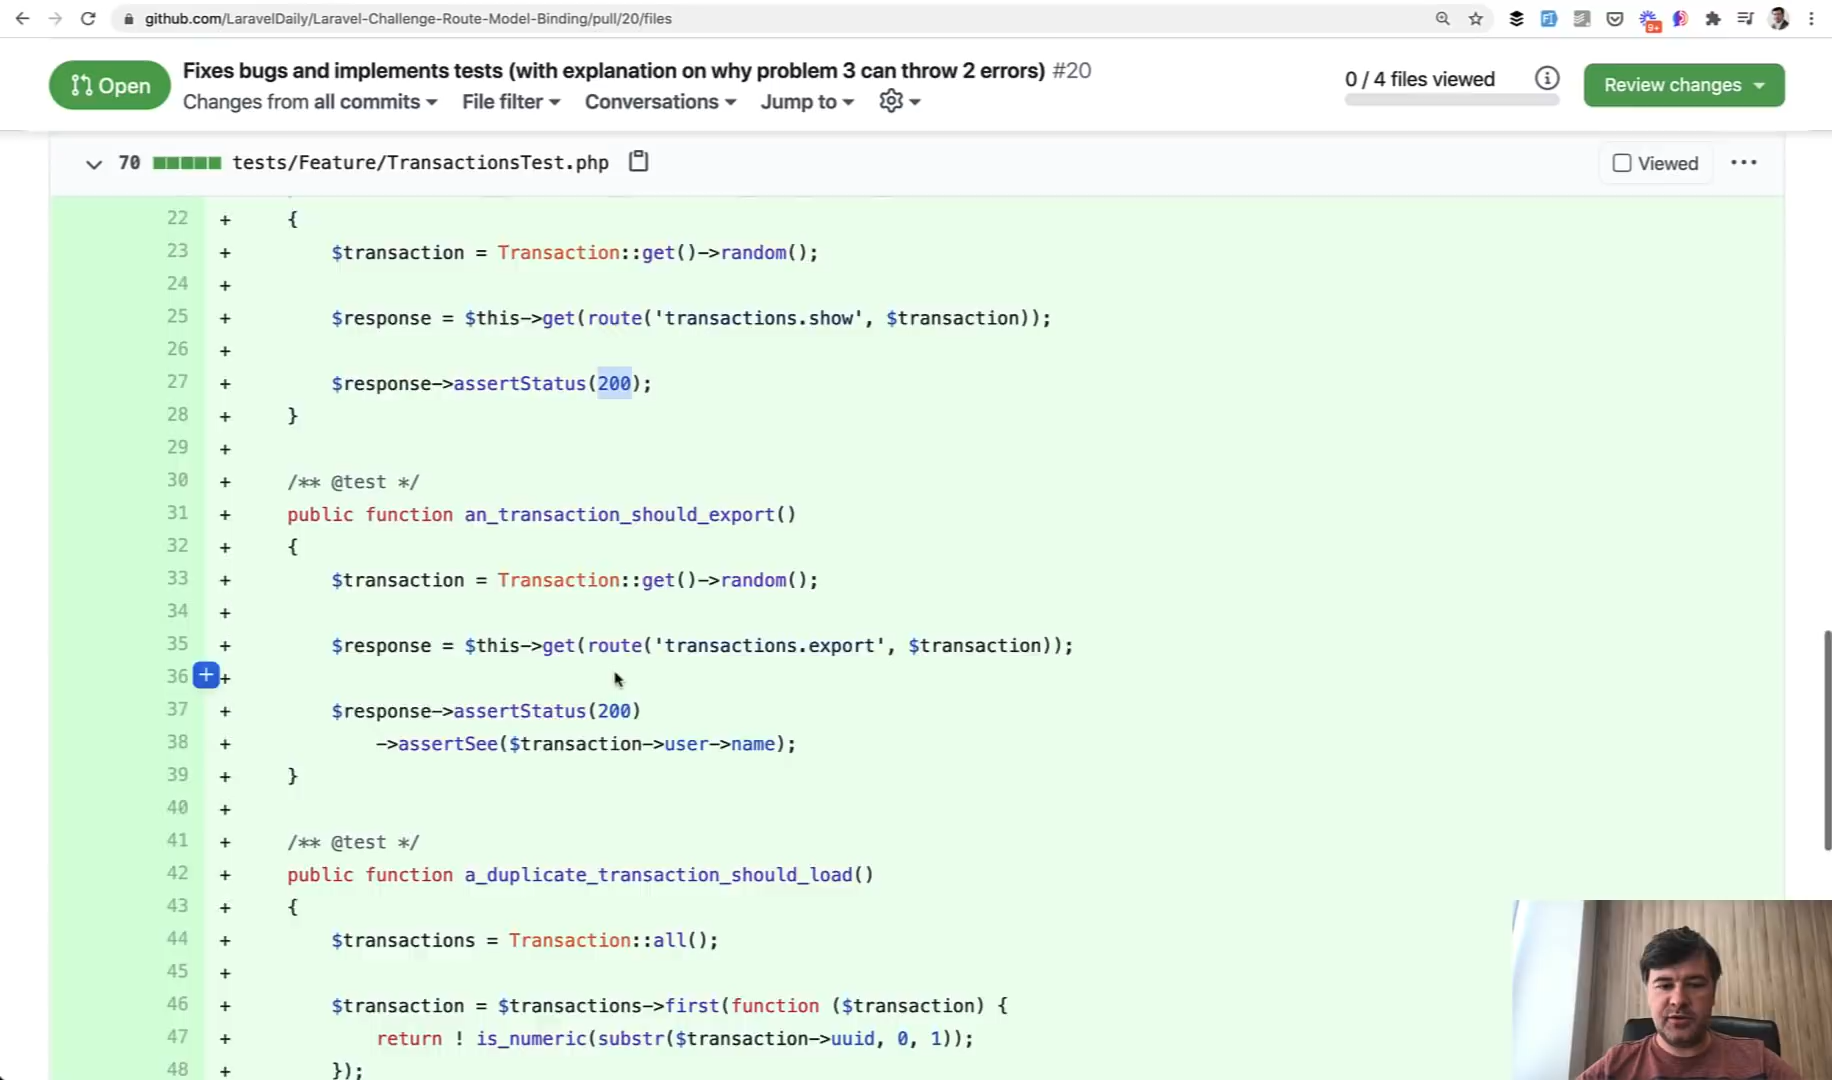 github.com/LaravelDaily/Laravel-Challenge-Route-Model-Binding/pull/20/files
9+
Open
Fixes bugs and implements tests (with explanation on why problem 3 can throw 2 errors) #20
Changes from all commits
File filter
Conversations
Jump to
0 / 4 files viewed
Review changes
70 tests/Feature/TransactionsTest.php
Viewed
22 + {
23 + $transaction = Transaction::get()->random();
24 +
25 + $response = $this->get(route('transactions.show', $transaction));
26 +
27 + $response->assertStatus(200);
28 + }
29 +
30 + /** @test */
31 + public function an_transaction_should_export()
32 + {
33 + $transaction = Transaction::get()->random();
34 +
35 + $response = $this->get(route('transactions.export', $transaction));
36 +
37 + $response->assertStatus(200)
38 + ->assertSee($transaction->user->name);
39 + }
40 +
41 + /** @test */
42 + public function a_duplicate_transaction_should_load()
43 + {
44 + $transactions = Transaction::all();
45 +
46 + $transaction = $transactions->first(function ($transaction) {
47 + return ! is_numeric(substr($transaction->uuid, 0, 1));
48 + });